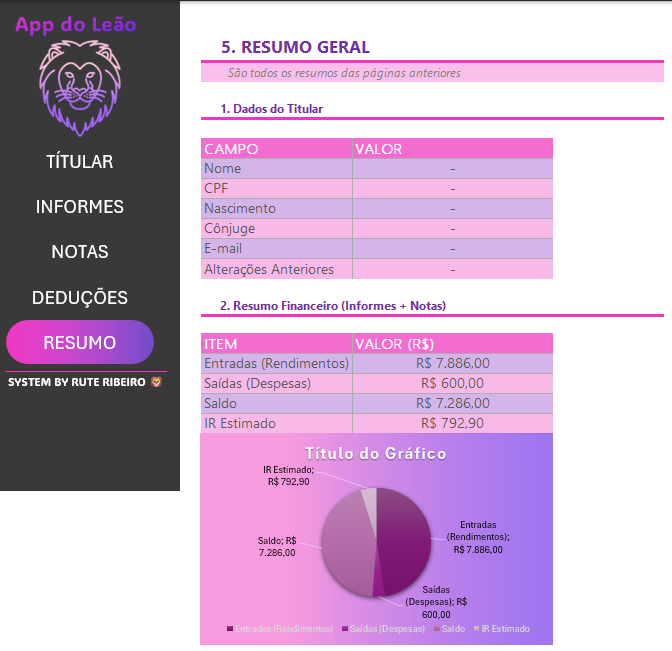 App do Leão
TÍTULAR
INFORMES
NOTAS
DEDUÇÕES
RESUMO
SYSTEM BY RUTE RIBEIRO
5. RESUMO GERAL
São todos os resumos das páginas anteriores
1. Dados do Titular
CAMPO VALOR
Nome -
CPF -
Nascimento -
Cônjuge -
E-mail -
Alterações Anteriores -
2. Resumo Financeiro (Informes + Notas)
ITEM VALOR (R$)
Entradas (Rendimentos) R$ 7.886,00
Saídas (Despesas) R$ 600,00
Saldo R$ 7.286,00
IR Estimado R$ 792,90
Título do Gráfico
IR Estimado;
R$ 792,90
Entradas
(Rendimentos);
R$ 7.886,00
Saldo; R$
7.286,00
Saídas
(Despesas); R$
600,00
Entradas (Rendimentos) Saídas (Despesas) Saldo IR Estimado